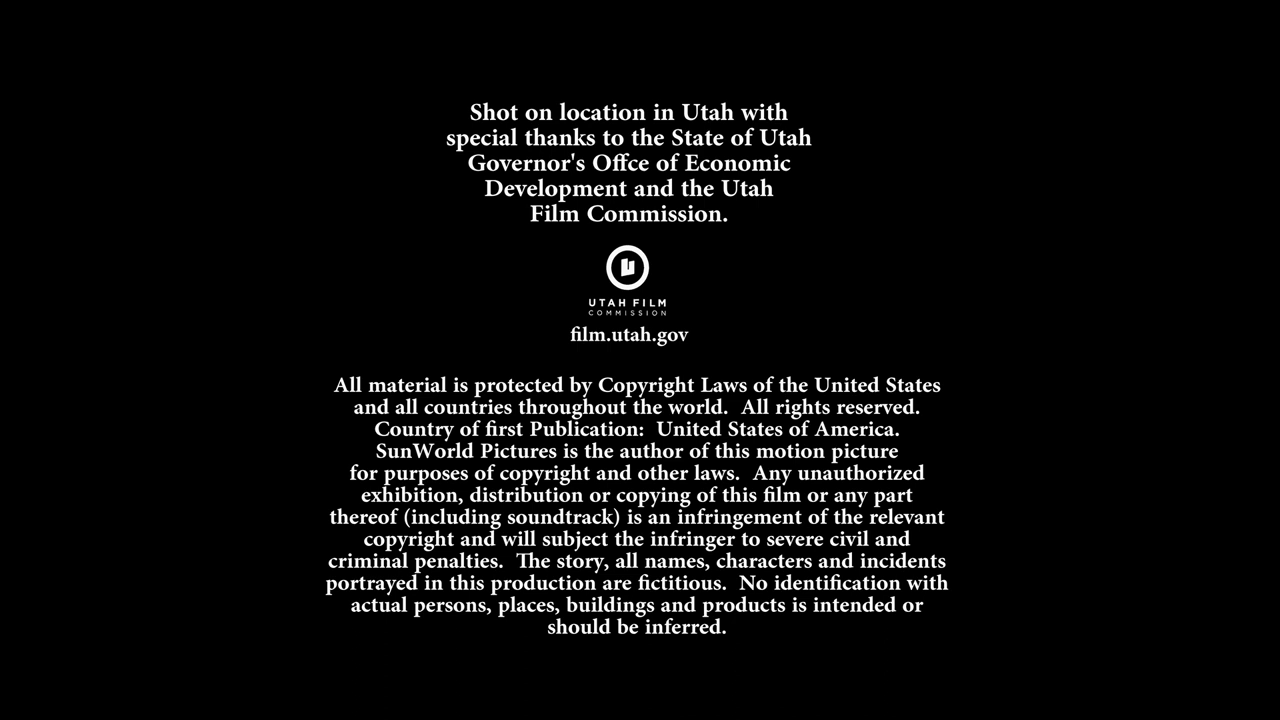 Shot on location in Utah with
special thanks to the State of Utah
Governor's Offce of Economic
Development and the Utah
Film Commission.
UTAH FILM
COMMISSION
film.utah.gov
All material is protected by Copyright Laws of the United States
and all countries throughout the world.  All rights reserved.
Country of first Publication:  United States of America.
SunWorld Pictures is the author of this motion picture
for purposes of copyright and other laws.  Any unauthorized
exhibition, distribution or copying of this film or any part
thereof (including soundtrack) is an infringement of the relevant
copyright and will subject the infringer to severe civil and
criminal penalties.  The story, all names, characters and incidents
portrayed in this production are fictitious.  No identification with
actual persons, places, buildings and products is intended or
should be inferred.